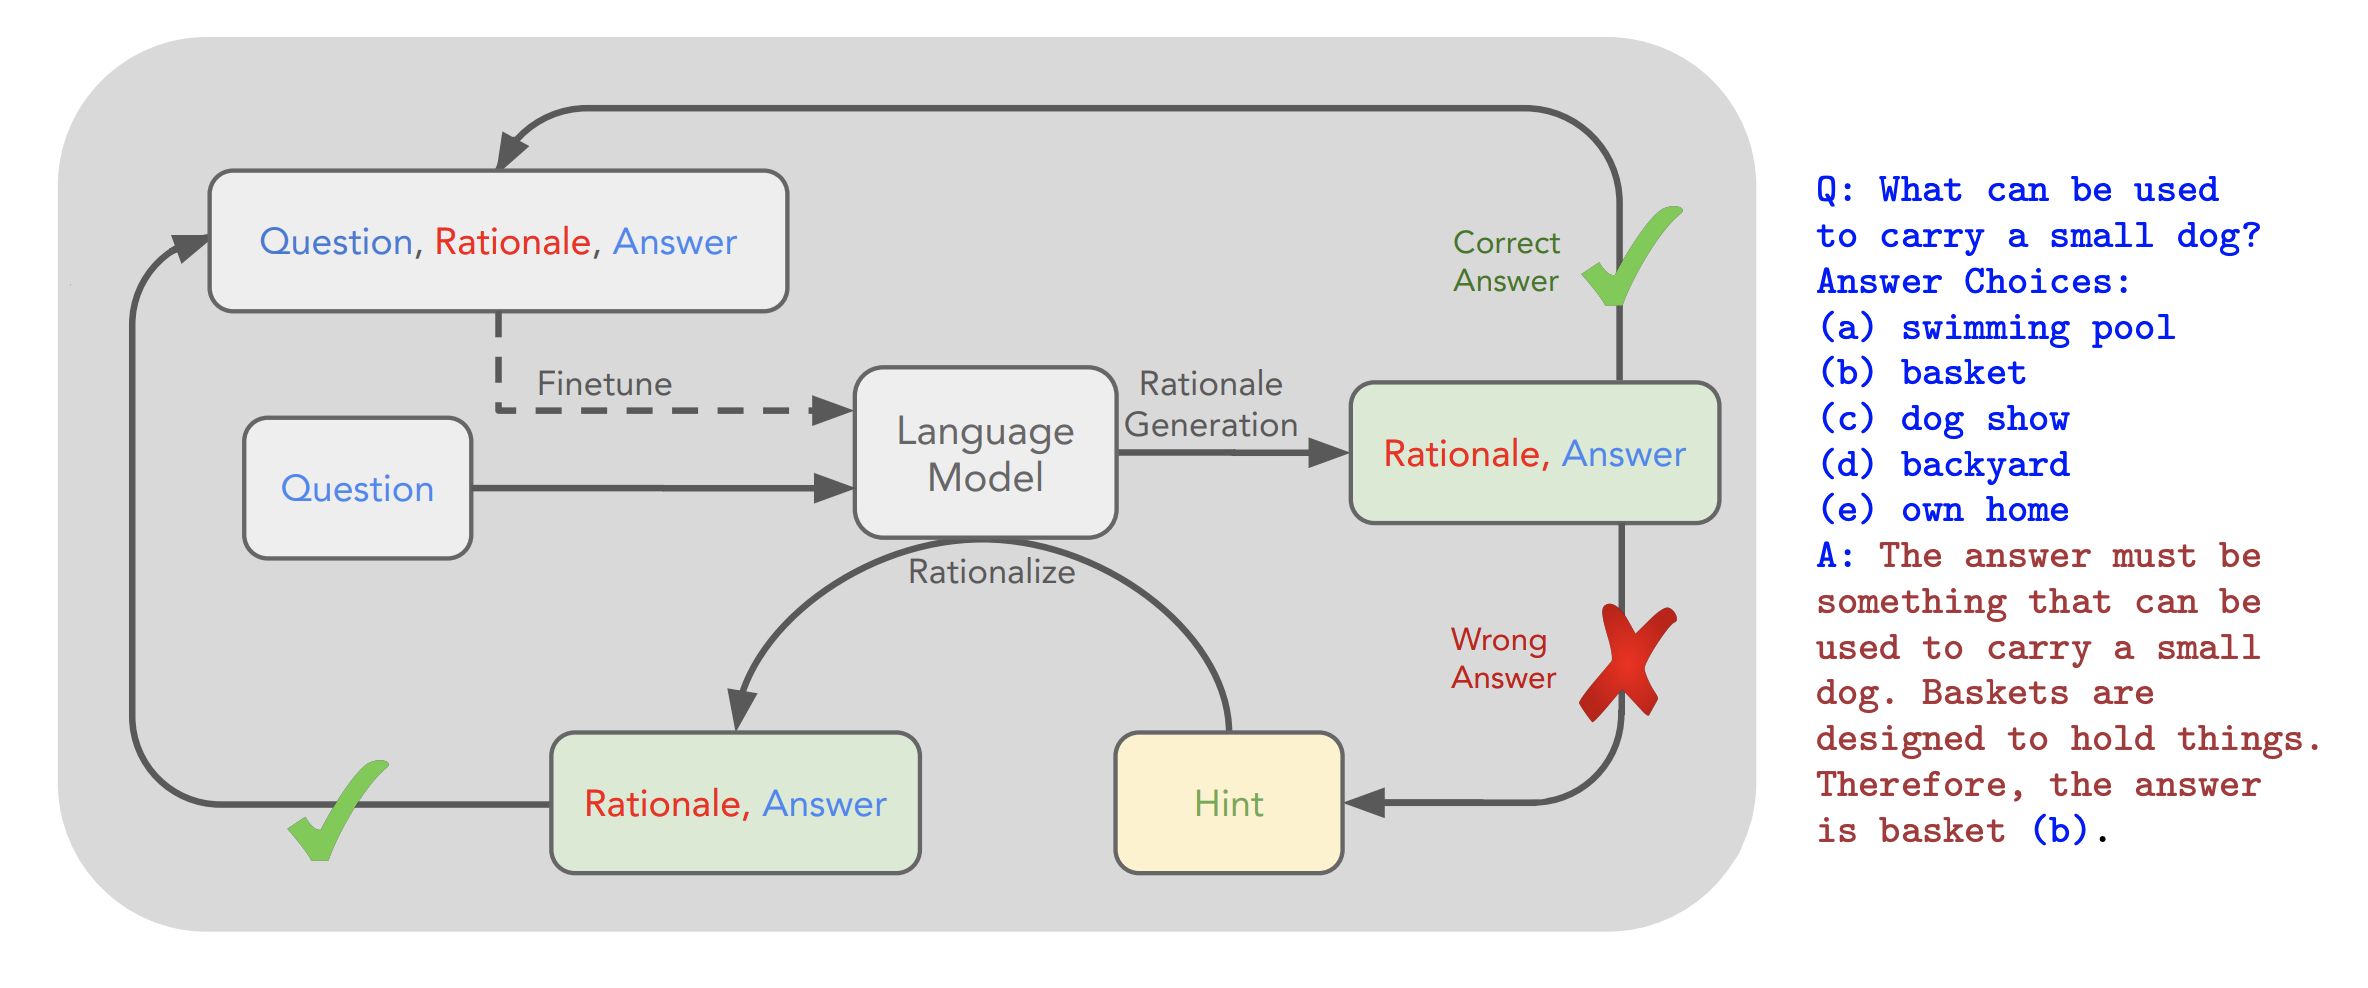 Question, Rationale, Answer
Correct
Answer
Finetune
Rationale
Generation
Language
Model
Question
Rationale, Answer
Rationalize
Wrong
Answer
Rationale, Answer
Hint
Q: What can be used
to carry a small dog?
Answer Choices:
(a) swimming pool
(b) basket
(c) dog show
(d) backyard
(e) own home
A: The answer must be
something that can be
used to carry a small
dog. Baskets are
designed to hold things.
Therefore, the answer
is basket (b).